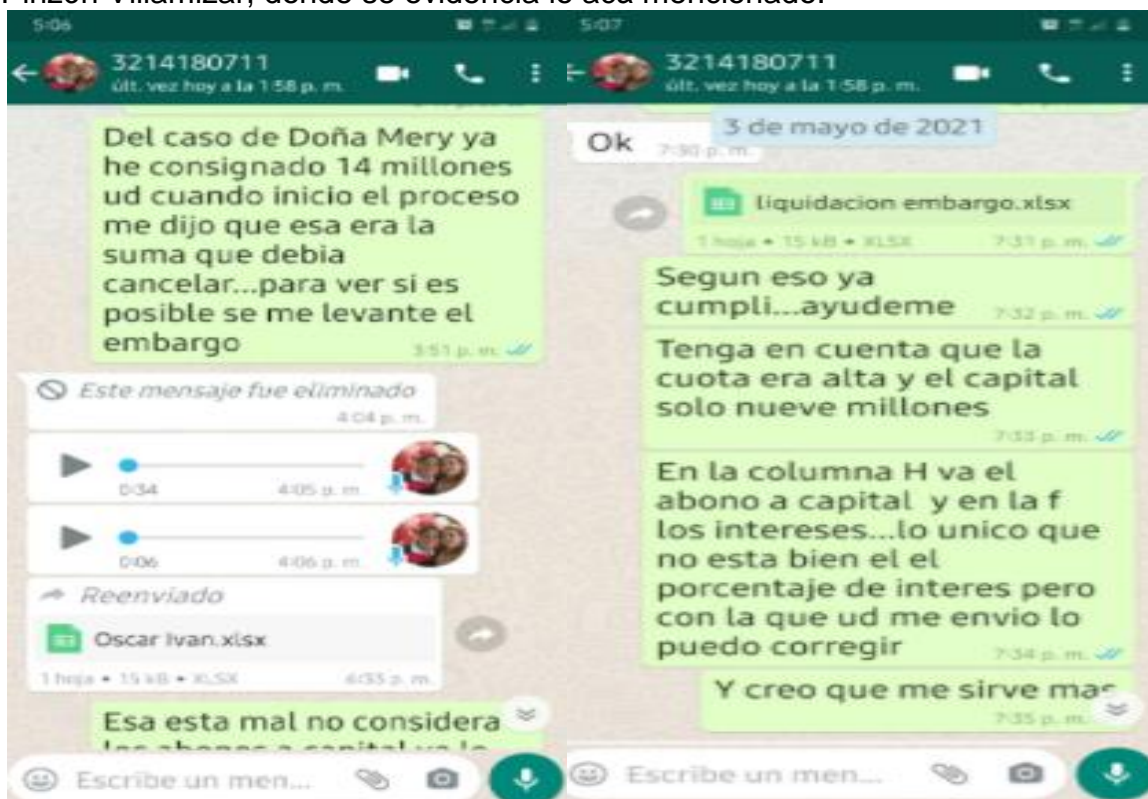 Pinzón Villamizar, donde se evidencia lo acá mencionado.
5:06
3214180711
últ. vez hoy a la 1:58 p. m.
Del caso de Doña Mery ya
he consignado 14 millones
ud cuando inicio el proceso
me dijo que esa era la
suma que debia
cancelar...para ver si es
posible se me levante el
embargo
3:51 p. m.
Este mensaje fue eliminado
4:04 p. m.
0:34
4:05 p. m.
0:06
4:06 p. m.
Reenviado
Oscar Ivan.xlsx
1 hoja • 15 kB • XLSX
p. m.
Esa esta mal no considera
los abonos a capital ya lo
Escribe un men...
5:07
3214180711
últ. vez hoy a la 1:58 p. m.
3 de mayo de 2021
Ok
7:30 p. m.
liquidacion embargo.xlsx
1 hoja • 15 kB • XLSX
7:31 p. m.
Segun eso ya
cumpli...ayudeme
7:32 p. m.
Tenga en cuenta que la
cuota era alta y el capital
solo nueve millones
7:33 p. m.
En la columna H va el
abono a capital y en la f
los intereses...lo unico que
no esta bien el el
porcentaje de interes pero
con la que ud me envio lo
puedo corregir
7:34 p. m.
Y creo que me sirve mas
7:35 p. m.
Escribe un men...